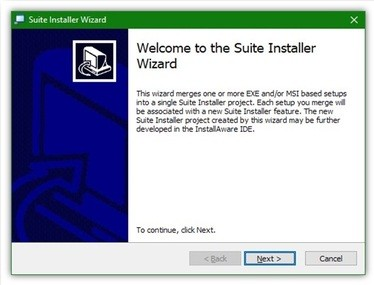 Suite Installer Wizard
Welcome to the Suite Installer
Wizard
This wizard merges one or more EXE and/or MSI based setups
into a single Suite Installer project. Each setup you merge will
be associated with a new Suite Installer feature. The new
Suite Installer project created by this wizard may be further
developed in the InstallAware IDE.
To continue, click Next.
< Back
Next >
Cancel